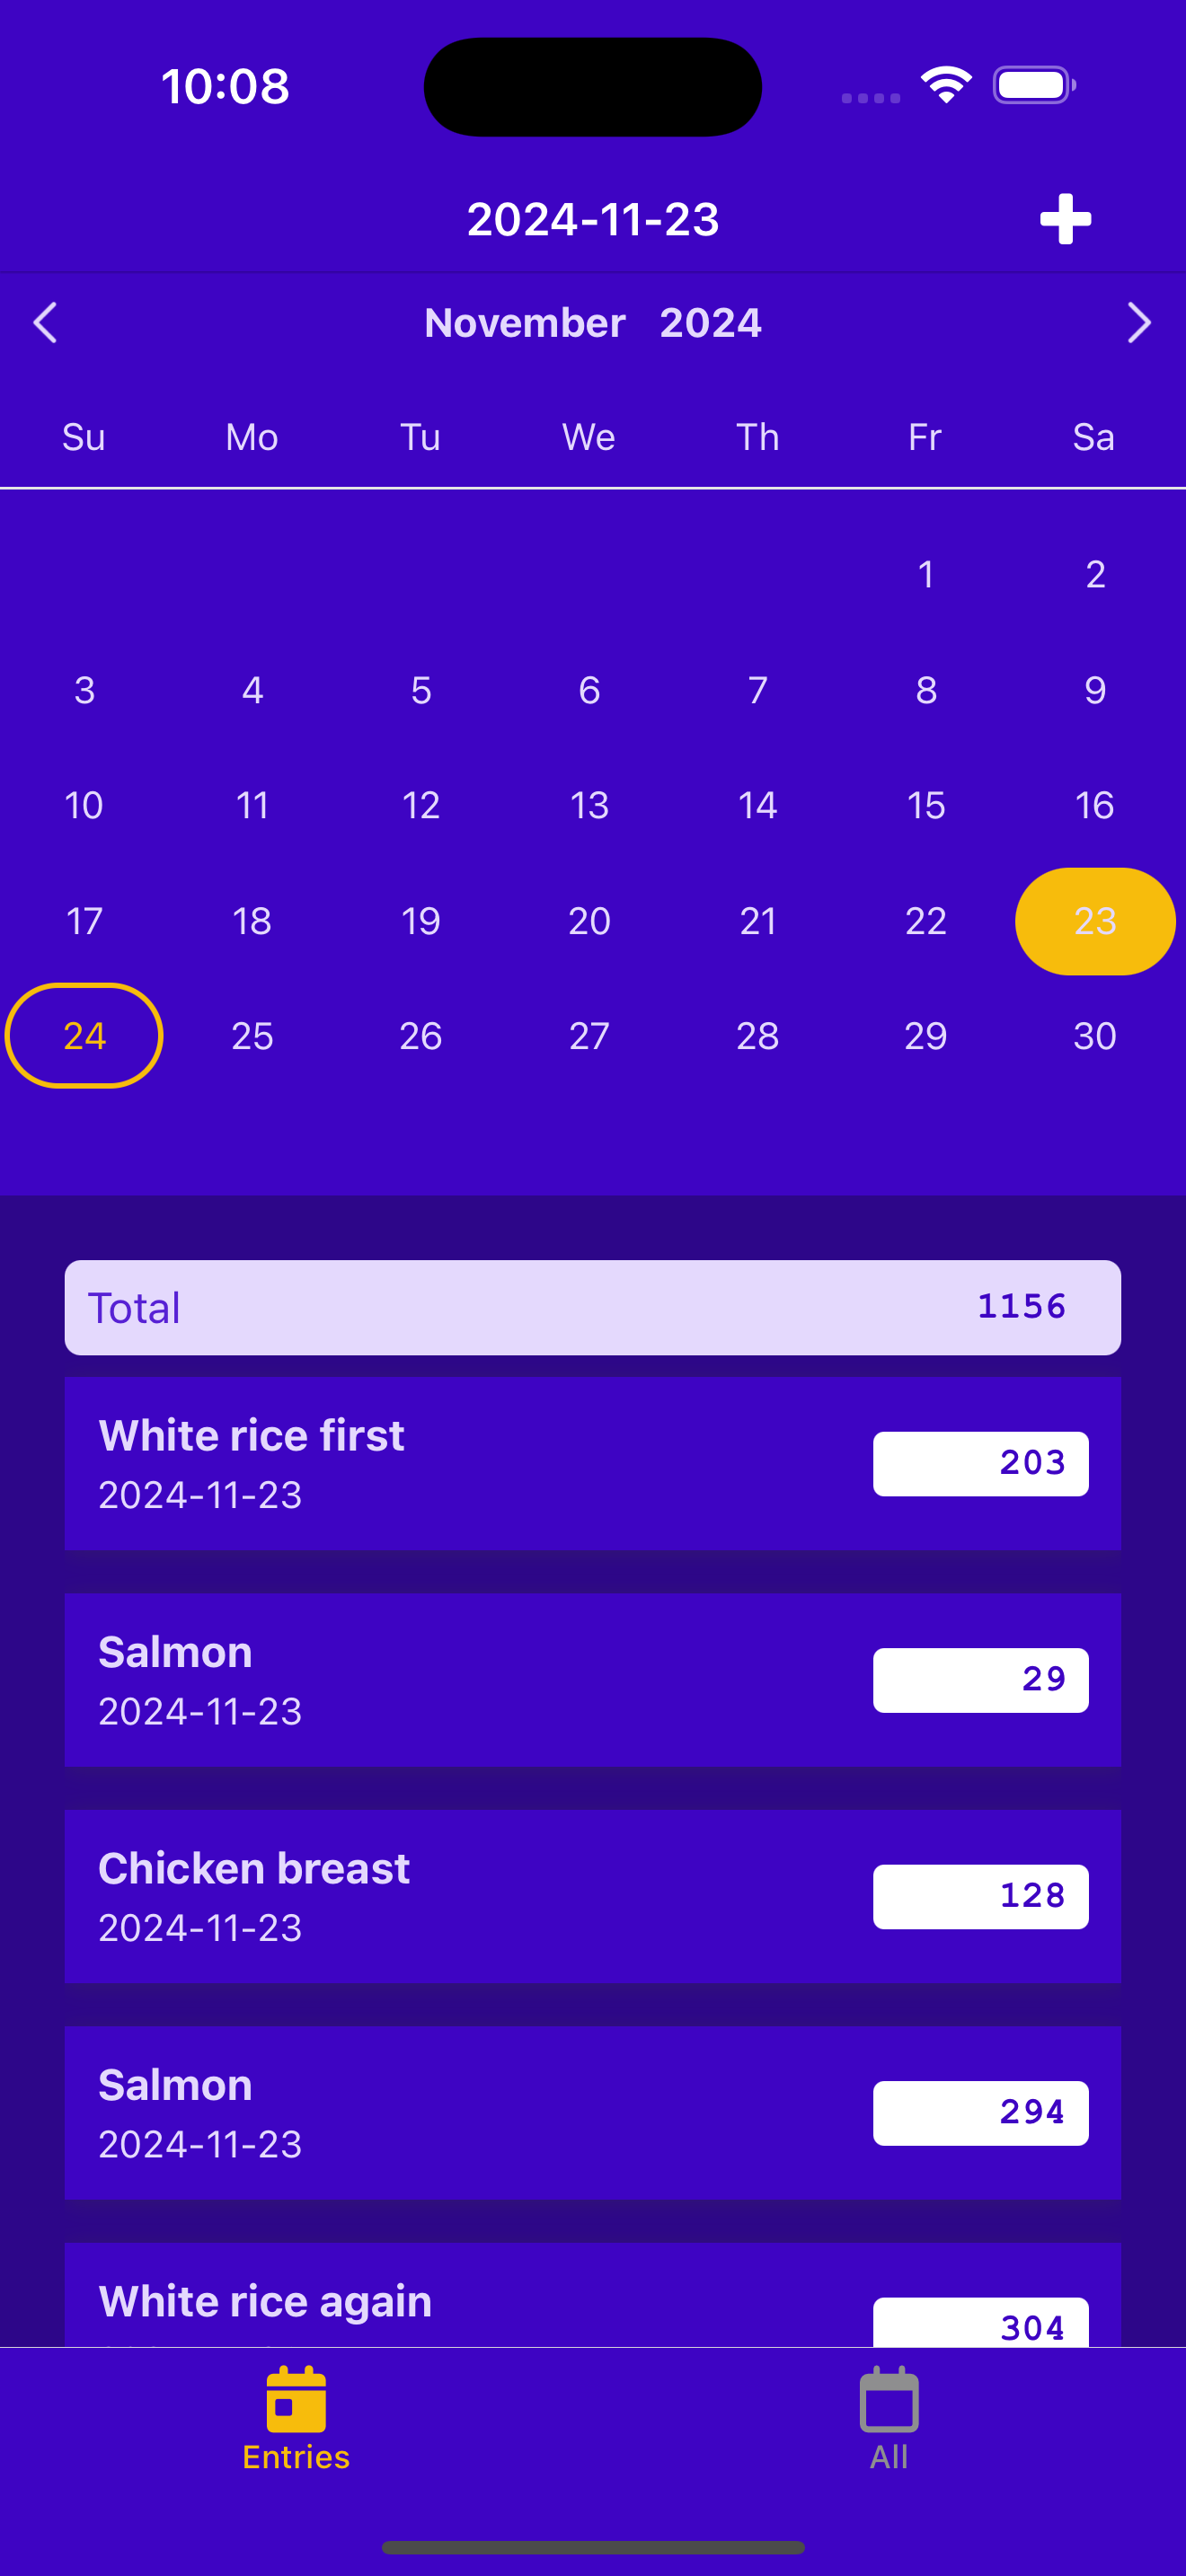 10:08
2024-11-23
November 2024
Su Mo Tu We Th Fr Sa
1 2
3 4 5 6 7 8 9
10 11 12 13 14 15 16
17 18 19 20 21 22 23
24 25 26 27 28 29 30
Total 1156
White rice first
2024-11-23
203
Salmon
2024-11-23
29
Chicken breast
2024-11-23
128
Salmon
2024-11-23
294
White rice again
304
Entries All